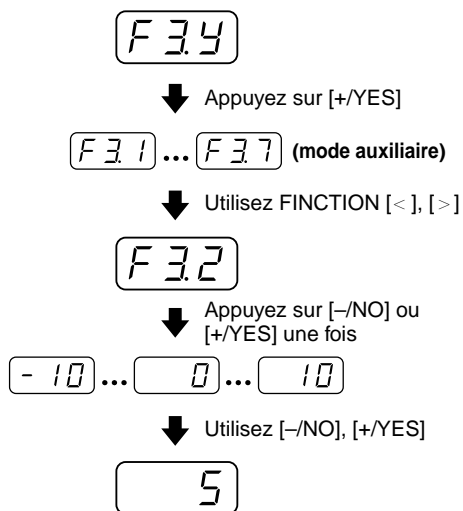 F 3.Y
Appuyez sur [+/YES]
F 3.1 ... F 3.7 (mode auxiliaire)
Utilisez FINCTION [<], [>]
F 3.2
Appuyez sur [–/NO] ou
[+/YES] une fois
- 10 ... 0 ... 10
Utilisez [–/NO], [+/YES]
5